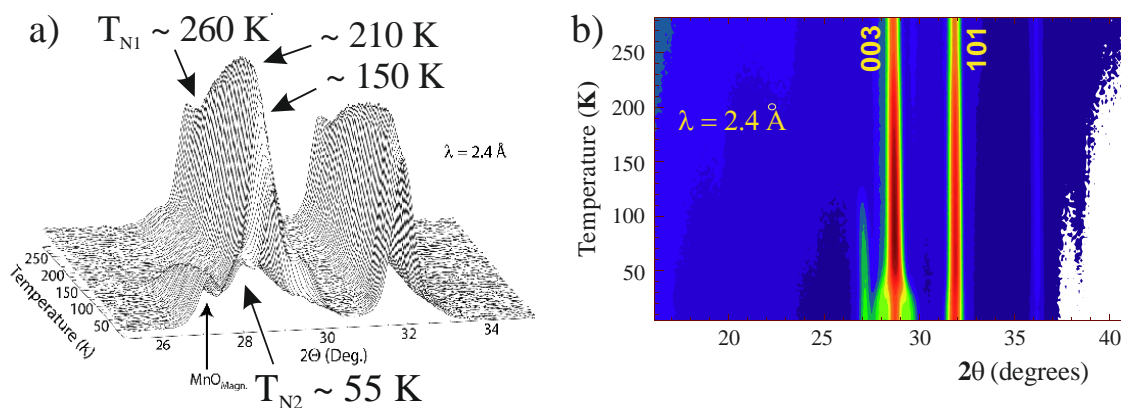 a)
T_N1 ~ 260 K
~ 210 K
~ 150 K
λ = 2.4 Å
250
200
150
100
50
Temperature (K)
26
28
30
32
34
2Θ (Deg.)
MnO_Magn.
T_N2 ~ 55 K
b)
003
101
λ = 2.4 Å
250
200
150
100
50
Temperature (K)
20
25
30
35
40
2θ (degrees)